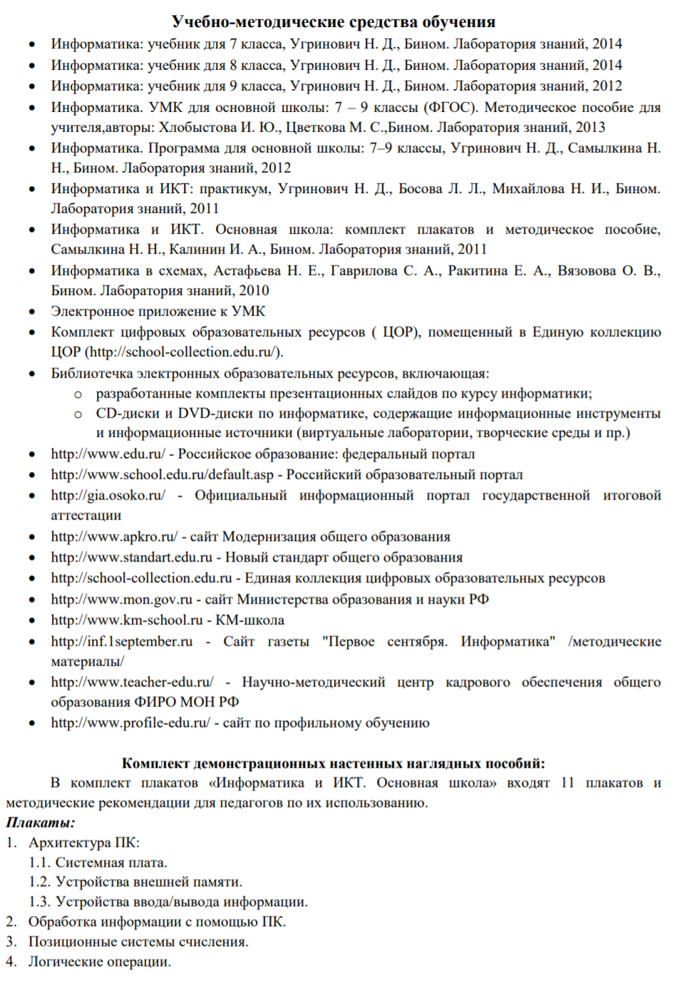 Учебно-методические средства обучения
• Информатика: учебник для 7 класса, Угринович Н. Д., Бином. Лаборатория знаний, 2014
• Информатика: учебник для 8 класса, Угринович Н. Д., Бином. Лаборатория знаний, 2014
• Информатика: учебник для 9 класса, Угринович Н. Д., Бином. Лаборатория знаний, 2012
• Информатика. УМК для основной школы: 7 – 9 классы (ФГОС). Методическое пособие для
учителя,авторы: Хлобыстова И. Ю., Цветкова М. С.,Бином. Лаборатория знаний, 2013
• Информатика. Программа для основной школы: 7–9 классы, Угринович Н. Д., Самылкина Н.
Н., Бином. Лаборатория знаний, 2012
• Информатика и ИКТ: практикум, Угринович Н. Д., Босова Л. Л., Михайлова Н. И., Бином.
Лаборатория знаний, 2011
• Информатика и ИКТ. Основная школа: комплект плакатов и методическое пособие,
Самылкина Н. Н., Калинин И. А., Бином. Лаборатория знаний, 2011
• Информатика в схемах, Астафьева Н. Е., Гаврилова С. А., Ракитина Е. А., Вязовова О. В.,
Бином. Лаборатория знаний, 2010
• Электронное приложение к УМК
• Комплект цифровых образовательных ресурсов ( ЦОР), помещенный в Единую коллекцию
ЦОР (http://school-collection.edu.ru/).
• Библиотечка электронных образовательных ресурсов, включающая:
o разработанные комплекты презентационных слайдов по курсу информатики;
o CD-диски и DVD-диски по информатике, содержащие информационные инструменты
и информационные источники (виртуальные лаборатории, творческие среды и пр.)
• http://www.edu.ru/ - Российское образование: федеральный портал
• http://www.school.edu.ru/default.asp - Российский образовательный портал
• http://gia.osoko.ru/ - Официальный информационный портал государственной итоговой
аттестации
• http://www.apkro.ru/ - сайт Модернизация общего образования
• http://www.standart.edu.ru - Новый стандарт общего образования
• http://school-collection.edu.ru - Единая коллекция цифровых образовательных ресурсов
• http://www.mon.gov.ru - сайт Министерства образования и науки РФ
• http://www.km-school.ru - КМ-школа
• http://inf.1september.ru - Сайт газеты "Первое сентября. Информатика" /методические
материалы/
• http://www.teacher-edu.ru/ - Научно-методический центр кадрового обеспечения общего
образования ФИРО МОН РФ
• http://www.profile-edu.ru/ - сайт по профильному обучению
Комплект демонстрационных настенных наглядных пособий:
В комплект плакатов «Информатика и ИКТ. Основная школа» входят 11 плакатов и
методические рекомендации для педагогов по их использованию.
Плакаты:
1. Архитектура ПК:
1.1. Системная плата.
1.2. Устройства внешней памяти.
1.3. Устройства ввода/вывода информации.
2. Обработка информации с помощью ПК.
3. Позиционные системы счисления.
4. Логические операции.